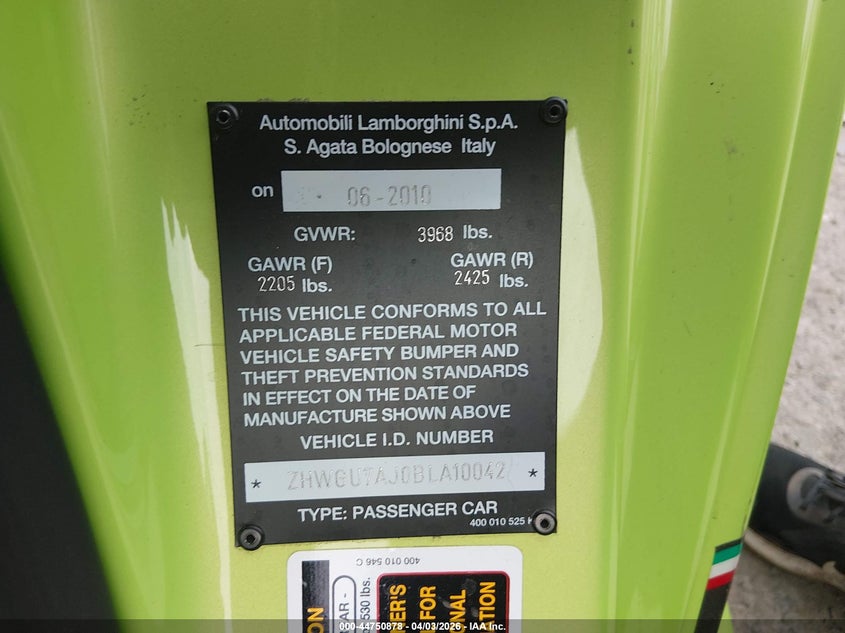 Automobili Lamborghini S.p.A.
S. Agata Bolognese Italy
on 06-2010
GVWR: 3968 lbs.
GAWR (F) GAWR (R)
2205 lbs. 2425 lbs.
THIS VEHICLE CONFORMS TO ALL
APPLICABLE FEDERAL MOTOR
VEHICLE SAFETY BUMPER AND
THEFT PREVENTION STANDARDS
IN EFFECT ON THE DATE OF
MANUFACTURE SHOWN ABOVE
VEHICLE I.D. NUMBER
* ZHWGU7AJ0BLA10042 *
TYPE: PASSENGER CAR
400 010 525
400 010 546 C
000-44750878 - 04/03/2026 - IAA Inc.